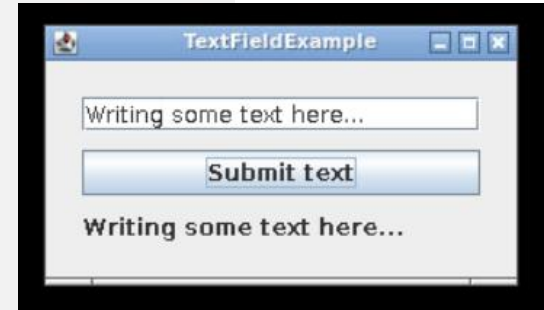 TextFieldExample
Writing some text here...
Submit text
Writing some text here...